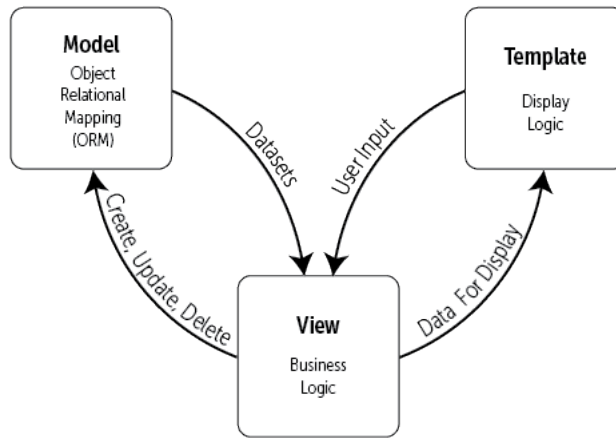 Model
Object
Relational
Mapping
(ORM)
Template
Display
Logic
Datasets
User Input
Create, Update, Delete
Data For Display
View
Business
Logic